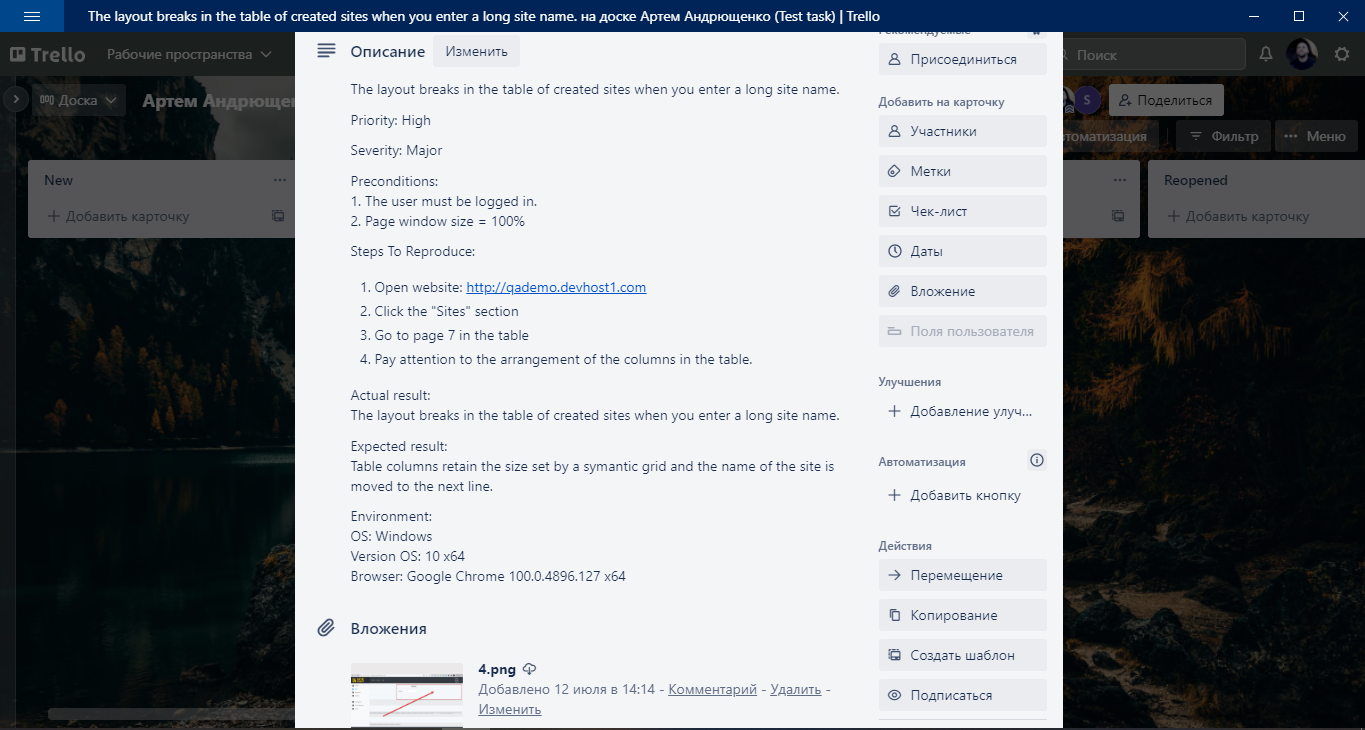 The layout breaks in the table of created sites when you enter a long site name. на доске Артем Андрющенко (Test task) | Trello
Trello
Рабочие пространства
Поиск
Доска
Артем Андрющен
Поделиться
S
томатизация
Фильтр
Меню
New
Добавить карточку
Reopened
Добавить карточку
Описание
Изменить
The layout breaks in the table of created sites when you enter a long site name.
Priority: High
Severity: Major
Preconditions:
1. The user must be logged in.
2. Page window size = 100%
Steps To Reproduce:
1. Open website: http://qademo.devhost1.com
2. Click the "Sites" section
3. Go to page 7 in the table
4. Pay attention to the arrangement of the columns in the table.
Actual result:
The layout breaks in the table of created sites when you enter a long site name.
Expected result:
Table columns retain the size set by a symantic grid and the name of the site is
moved to the next line.
Environment:
OS: Windows
Version OS: 10 x64
Browser: Google Chrome 100.0.4896.127 x64
Вложения
4.png
Добавлено 12 июля в 14:14 - Комментарий - Удалить -
Изменить
Рекомендуемые
Присоединиться
Добавить на карточку
Участники
Метки
Чек-лист
Даты
Вложение
Поля пользователя
Улучшения
Добавление улуч...
Автоматизация
Добавить кнопку
Действия
Перемещение
Копирование
Создать шаблон
Подписаться